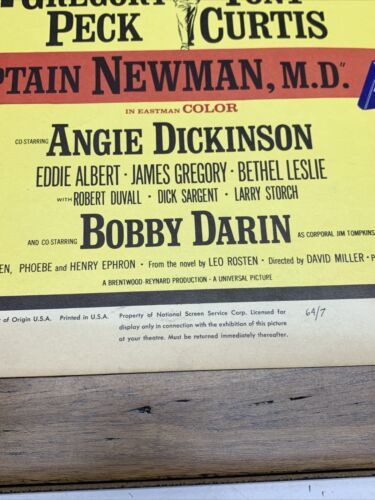 GREGORY TONY
PECK CURTIS
PTAIN NEWMAN, M.D."
IN EASTMAN COLOR
CO-STARRING ANGIE DICKINSON
EDDIE ALBERT · JAMES GREGORY · BETHEL LESLIE
WITH ROBERT DUVALL · DICK SARGENT · LARRY STORCH
AND CO-STARRING BOBBY DARIN AS CORPORAL JIM TOMPKINS
EN, PHOEBE and HENRY EPHRON · From the novel by LEO ROSTEN · Directed by DAVID MILLER · P
A BRENTWOOD-REYNARD PRODUCTION · A UNIVERSAL PICTURE
y of Origin U.S.A. Printed in U.S.A. Property of National Screen Service Corp. Licensed for
display only in connection with the exhibition of this picture
at your theatre. Must be returned immediately thereafter.
64/7